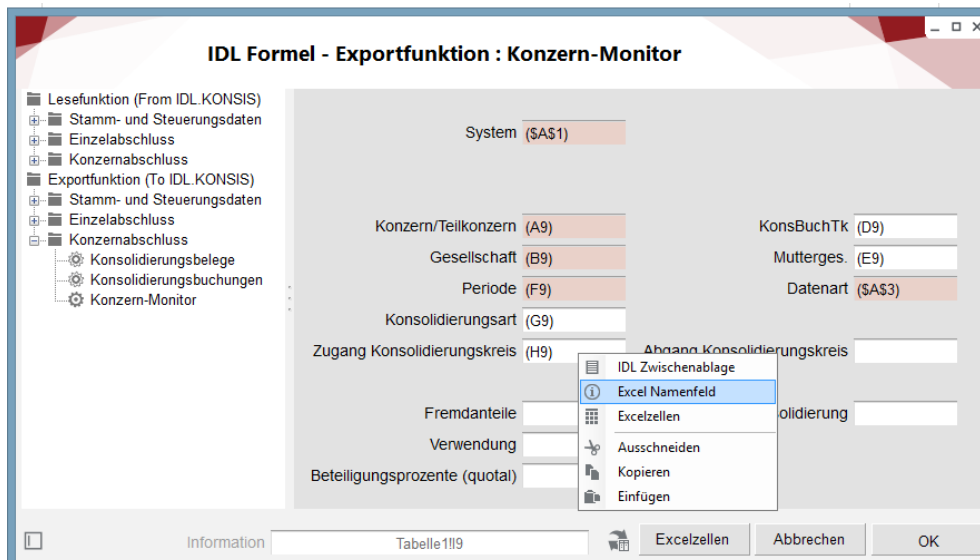 IDL Formel - Exportfunktion : Konzern-Monitor
Lesefunktion (From IDL.KONSIS)
Stamm- und Steuerungsdaten
Einzelabschluss
Konzernabschluss
Exportfunktion (To IDL.KONSIS)
Stamm- und Steuerungsdaten
Einzelabschluss
Konzernabschluss
Konsolidierungsbelege
Konsolidierungsbuchungen
Konzern-Monitor
System ($A$1)
Konzern/Teilkonzern (A9) KonsBuchTk (D9)
Gesellschaft (B9) Mutterges. (E9)
Periode (F9) Datenart ($A$3)
Konsolidierungsart (G9)
Zugang Konsolidierungskreis (H9) Abgang Konsolidierungskreis
Fremdanteile olidierung
Verwendung
Beteiligungsprozente (quotal)
IDL Zwischenablage
Excel Namenfeld
Excelzellen
Ausschneiden
Kopieren
Einfügen
Information Tabelle1!I9 Excelzellen Abbrechen OK